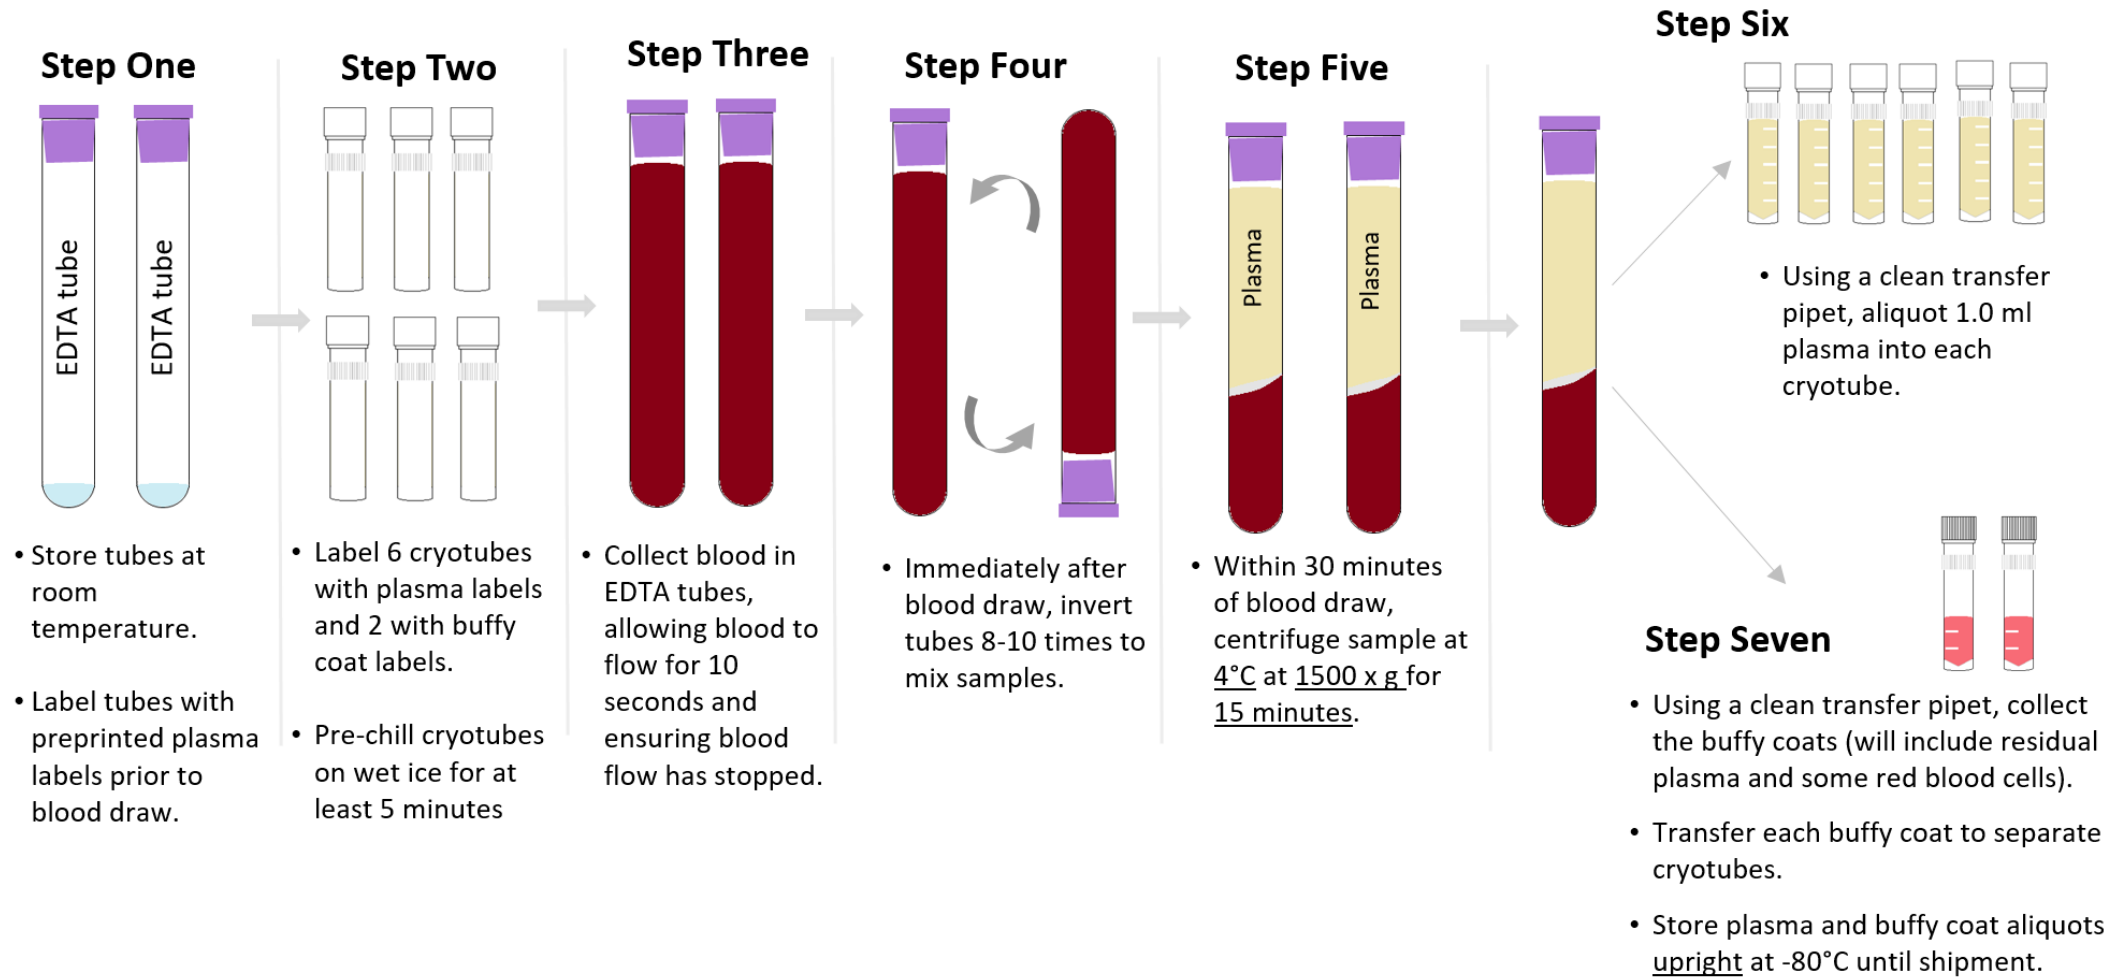 Step One
EDTA tube
EDTA tube
• Store tubes at
room
temperature.
• Label tubes with
preprinted plasma
labels prior to
blood draw.
Step Two
• Label 6 cryotubes
with plasma labels
and 2 with buffy
coat labels.
• Pre-chill cryotubes
on wet ice for at
least 5 minutes
Step Three
• Collect blood in
EDTA tubes,
allowing blood to
flow for 10
seconds and
ensuring blood
flow has stopped.
Step Four
• Immediately after
blood draw, invert
tubes 8-10 times to
mix samples.
Step Five
Plasma
Plasma
• Within 30 minutes
of blood draw,
centrifuge sample at
4°C at 1500 x g for
15 minutes.
Step Six
• Using a clean transfer
pipet, aliquot 1.0 ml
plasma into each
cryotube.
Step Seven
• Using a clean transfer pipet, collect
the buffy coats (will include residual
plasma and some red blood cells).
• Transfer each buffy coat to separate
cryotubes.
• Store plasma and buffy coat aliquots
upright at -80°C until shipment.